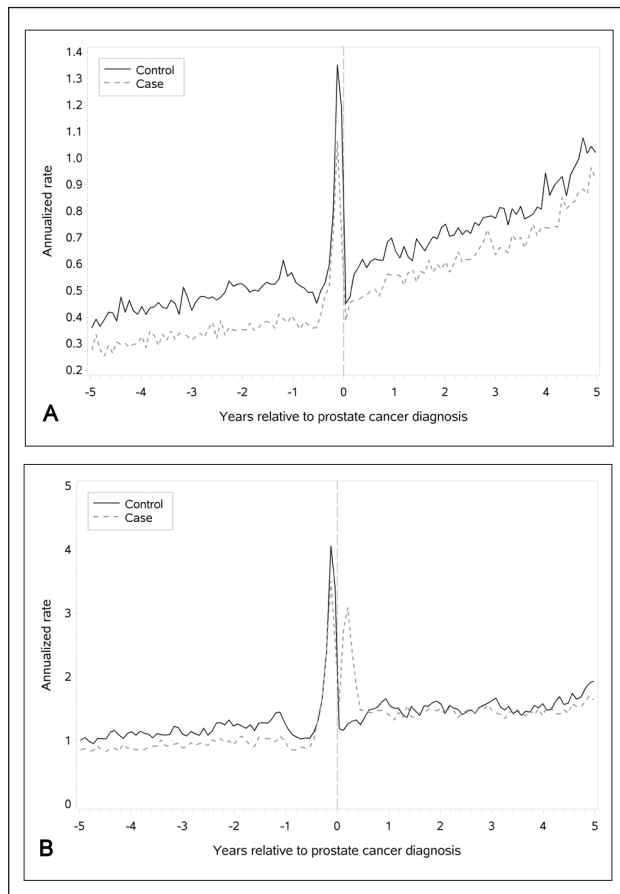 1.4
1.3
1.2
1.1
1.0
0.9
0.8
0.7
0.6
0.5
0.4
0.3
0.2
Annualized rate
Control
Case
-5 -4 -3 -2 -1 0 1 2 3 4 5
Years relative to prostate cancer diagnosis
A
5
4
3
2
1
0
Annualized rate
Control
Case
-5 -4 -3 -2 -1 0 1 2 3 4 5
Years relative to prostate cancer diagnosis
B